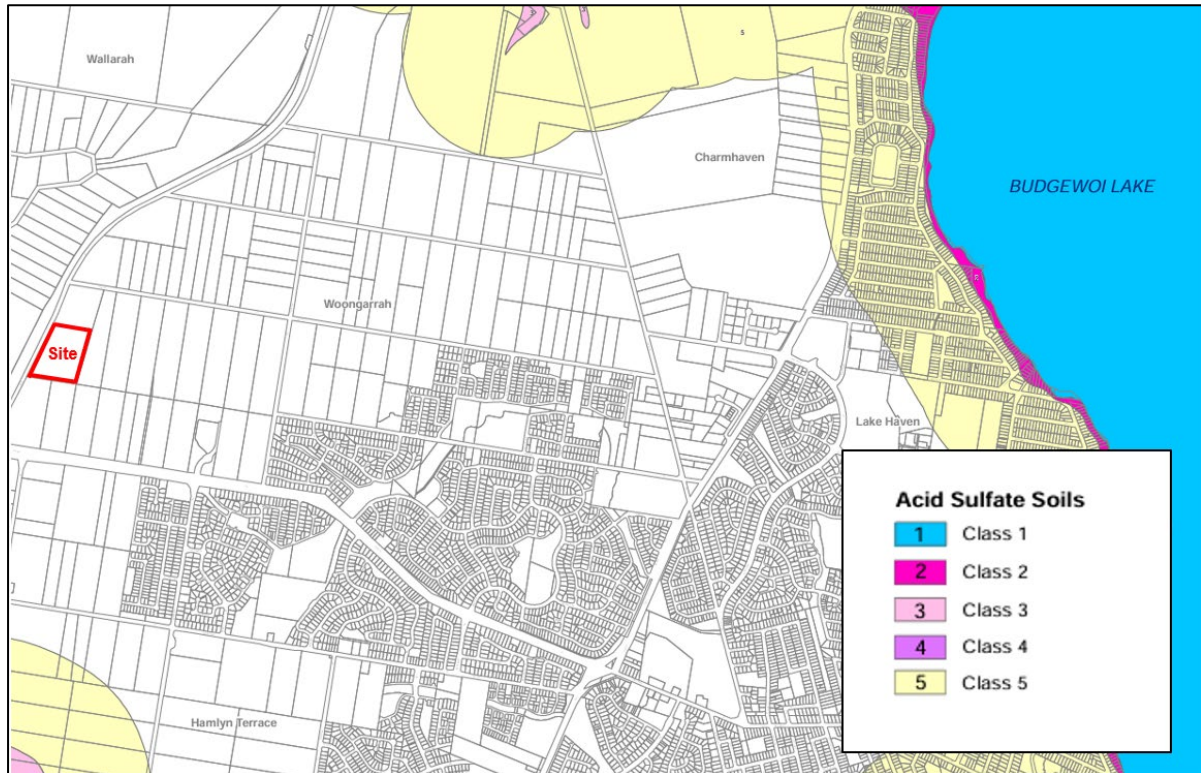 Wallarah
5
Charmhaven
BUDGEWOI LAKE
Woongarrah
Site
Lake Haven
Acid Sulfate Soils
1 Class 1
2 Class 2
3 Class 3
4 Class 4
5 Class 5
Hamlyn Terrace